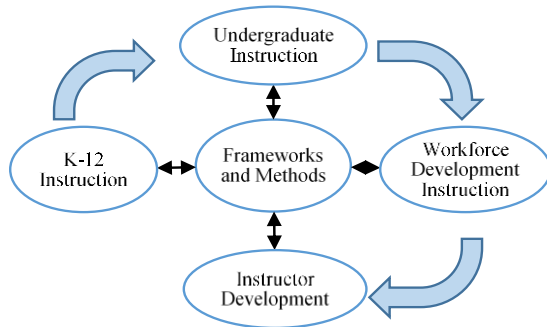 Undergraduate
Instruction
K-12
Instruction
Frameworks
and Methods
Workforce
Development
Instruction
Instructor
Development